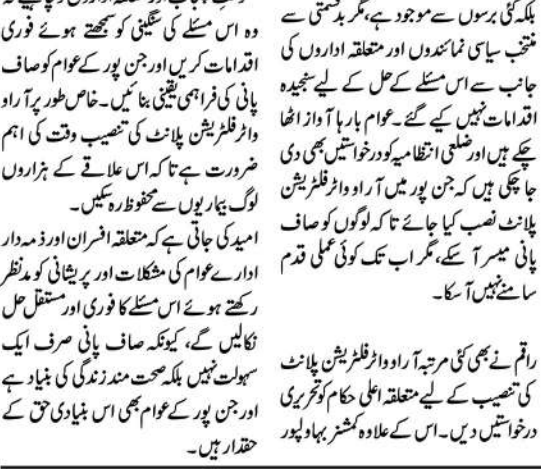 بلکہ کئی برسوں سے موجود ہے، مگر بدقسمتی سے
منتخب سیاسی نمائندوں اور متعلقہ اداروں کی
جانب سے اس مسئلے کے حل کے لیے سنجیدہ
اقدامات نہیں کیے گئے۔ عوام بارہا آواز اٹھا
چکے ہیں اور ضلعی انتظامیہ کو درخواستیں بھی دی
جا چکی ہیں کہ جن پور میں آر او واٹر فلٹریشن
پلانٹ نصب کیا جائے تاکہ لوگوں کو صاف
پانی میسر آ سکے، مگر اب تک کوئی عملی قدم
سامنے نہیں آ سکا۔
راقم نے بھی کئی مرتبہ آر او واٹر فلٹریشن پلانٹ
کی تنصیب کے لیے متعلقہ اعلیٰ حکام کو تحریری
درخواستیں دیں۔ اس کے علاوہ کمشنر بہاولپور
وہ اس مسئلے کی سنگینی کو سمجھتے ہوئے فوری
اقدامات کریں اور جن پور کے عوام کو صاف
پانی کی فراہمی یقینی بنائیں۔ خاص طور پر آر او
واٹر فلٹریشن پلانٹ کی تنصیب وقت کی اہم
ضرورت ہے تاکہ اس علاقے کے ہزاروں
لوگ بیماریوں سے محفوظ رہ سکیں۔
امید کی جاتی ہے کہ متعلقہ افسران اور ذمہ دار
ادارے عوام کی مشکلات اور پریشانی کو مدنظر
رکھتے ہوئے اس مسئلے کا فوری اور مستقل حل
نکالیں گے، کیونکہ صاف پانی صرف ایک
سہولت نہیں بلکہ صحت مند زندگی کی بنیاد ہے
اور جن پور کے عوام بھی اس بنیادی حق کے
حقدار ہیں۔